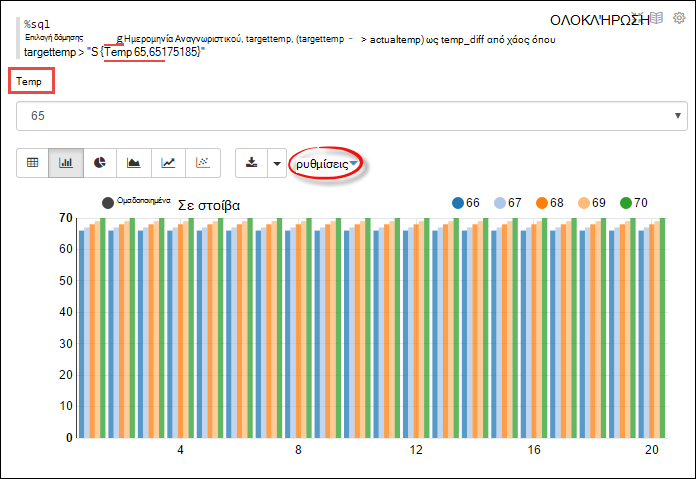 %sql
ΟΛΟΚΛΉΡΩΣΗ
Επιλογή δόμησης g Ημερομηνία Αναγνωριστικού, targettemp, (targettemp - > actualtemp) ως temp_diff από χάος όπου
targettemp > "S {Temp 65,65175185}"
Temp
65
ρυθμίσεις
Ομαδοποιημένα Σε στοίβα 66 67 68 69 70
70
60
50
40
30
20
10
0
4 8 12 16 20